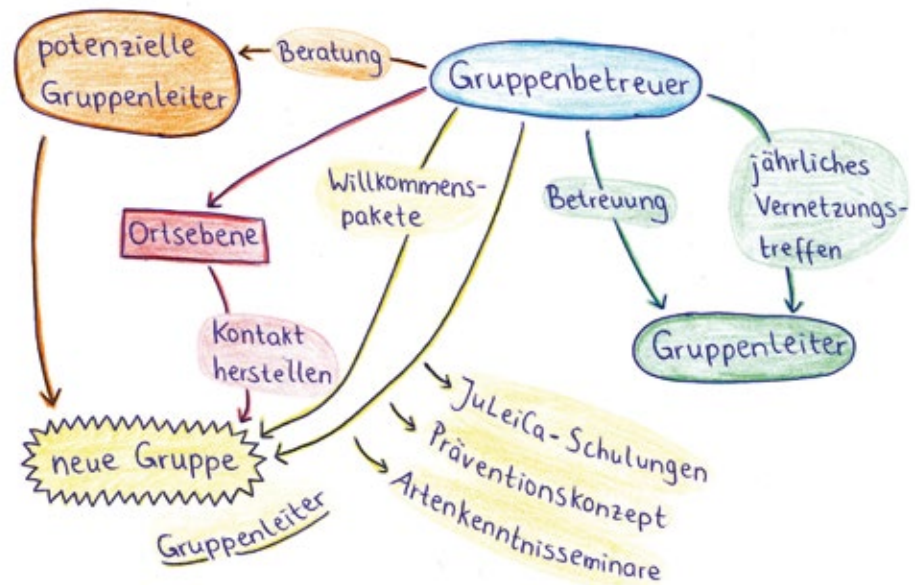 potenzielle
Gruppenleiter
Beratung
Gruppenbetreuer
Ortsebene
Willkommens-
pakete
Betreuung
jährliches
Vernetzungs-
treffen
Kontakt
herstellen
Gruppenleiter
neue Gruppe
Gruppenleiter
JuLeiCa-Schulungen
Präventionskonzept
Artenkenntnisseminare